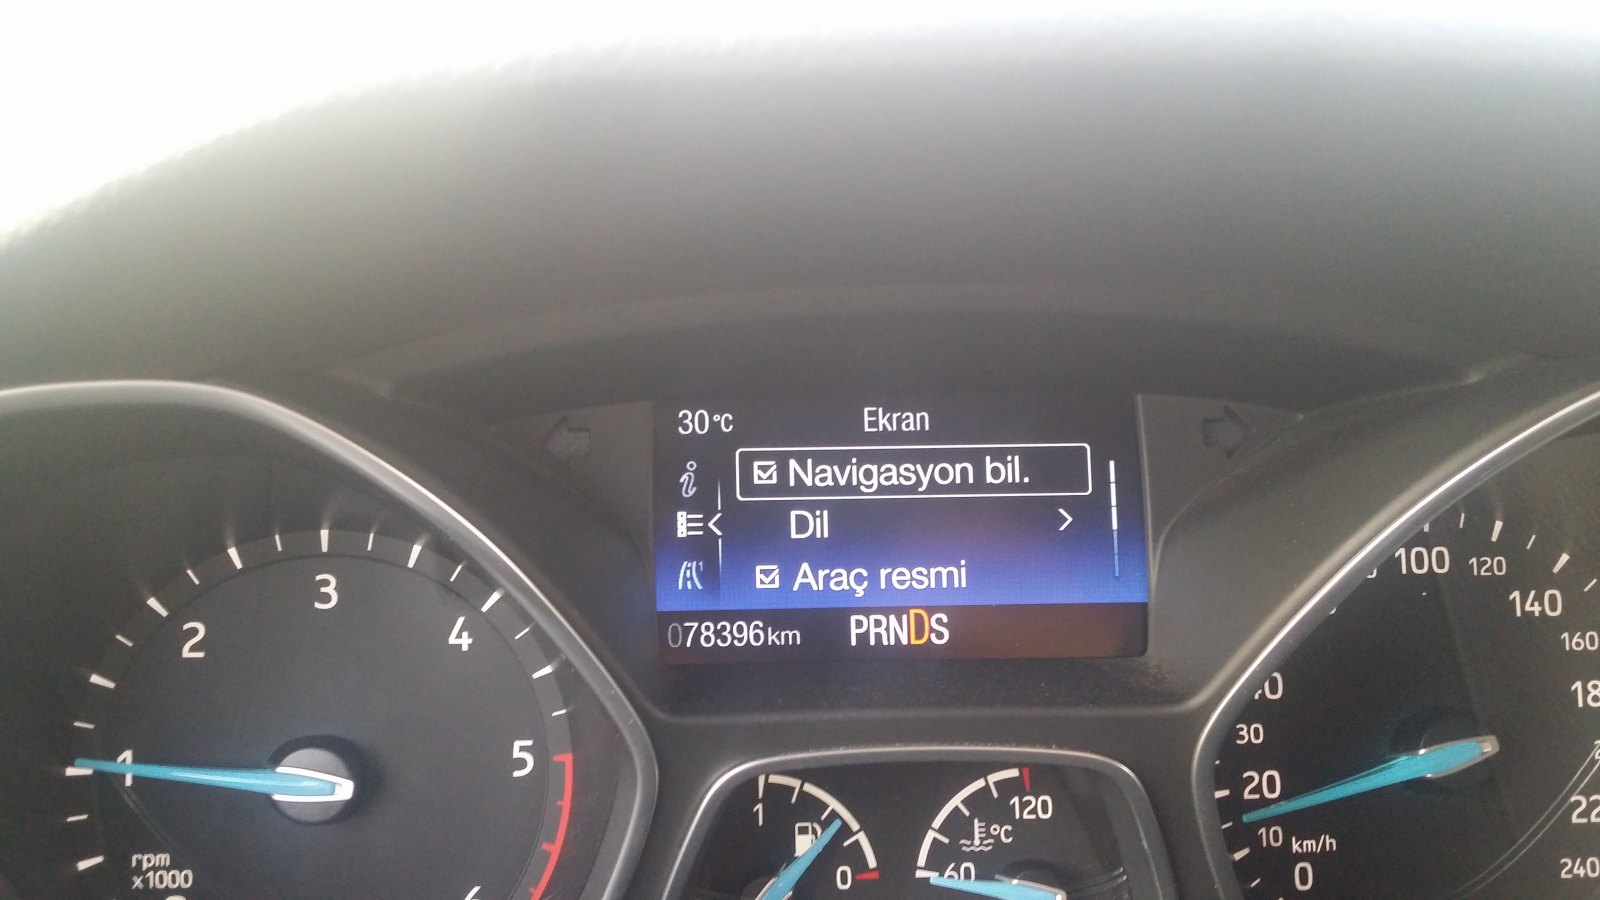 30°C Ekran
Navigasyon bil.
Dil
Araç resmi
078396km PRNDS
1
2
3
4
5
rpm
x1000
1
0
120
°C
60
0
10
20
30
100
120
140
160
240
km/h